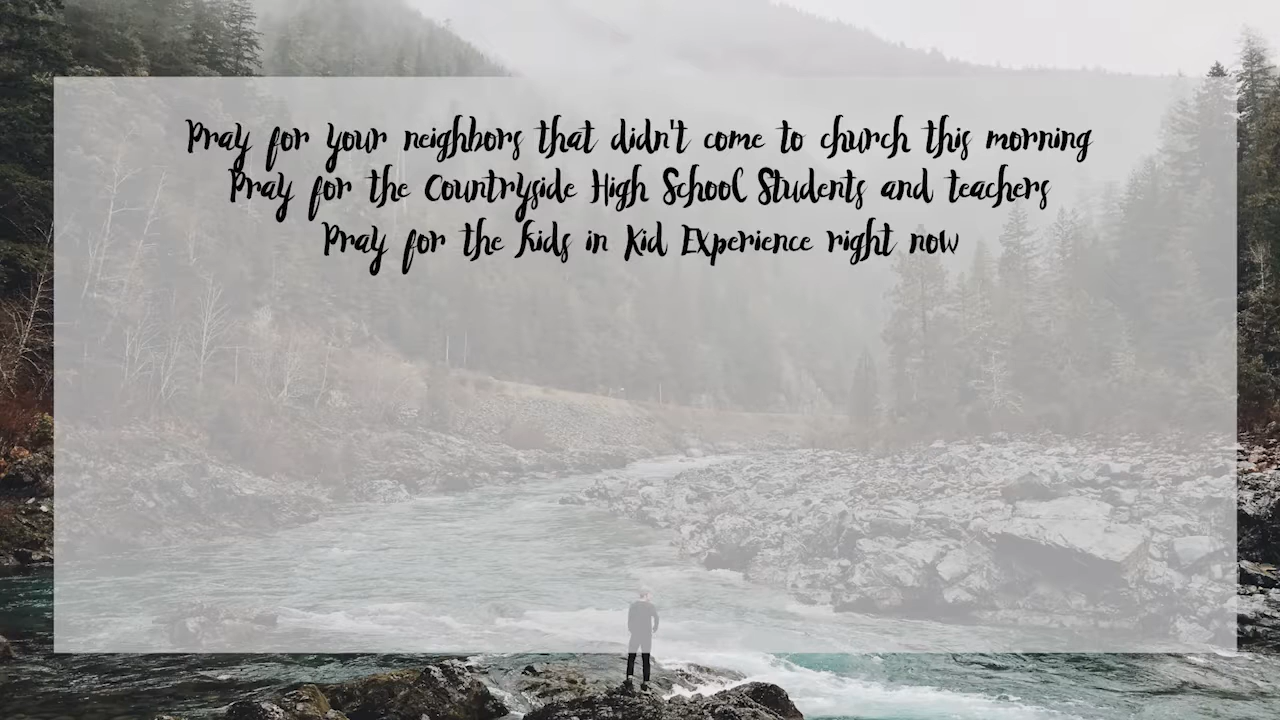 Pray for your neighbors that didn't come to church this morning
Pray for the Countryside High School Students and teachers
Pray for the kids in Kid Experience right now